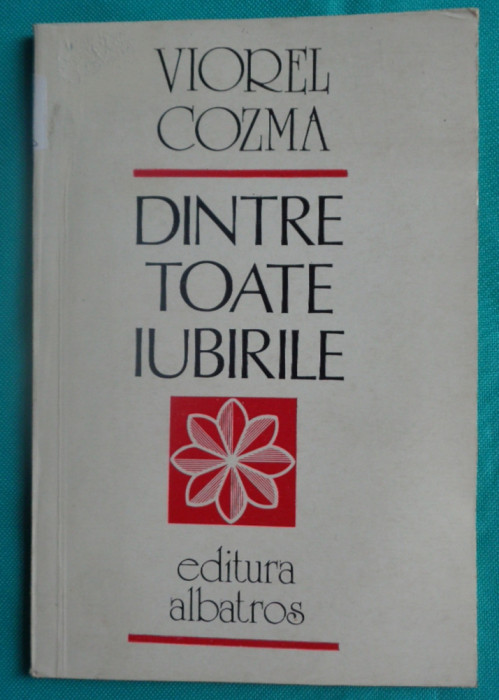 VIOREL
COZMA
DINTRE
TOATE
IUBIRILE
editura
albatros